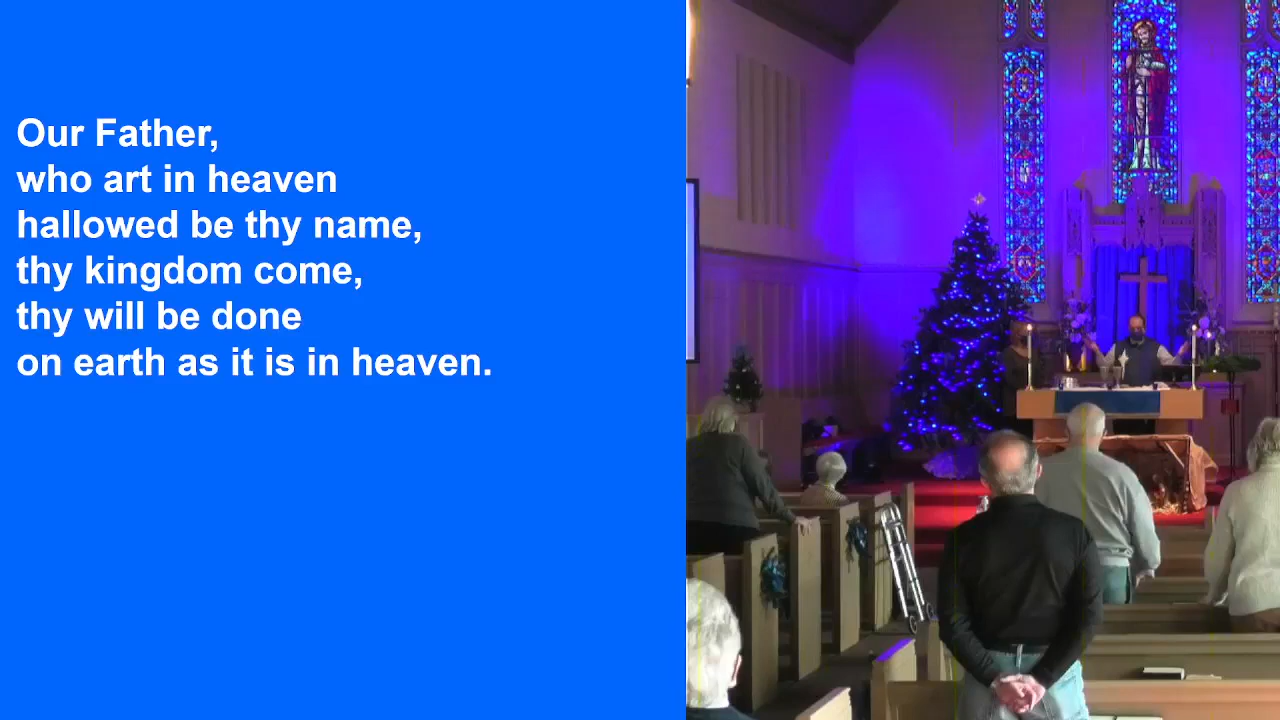 Our Father,
who art in heaven
hallowed be thy name,
thy kingdom come,
thy will be done
on earth as it is in heaven.